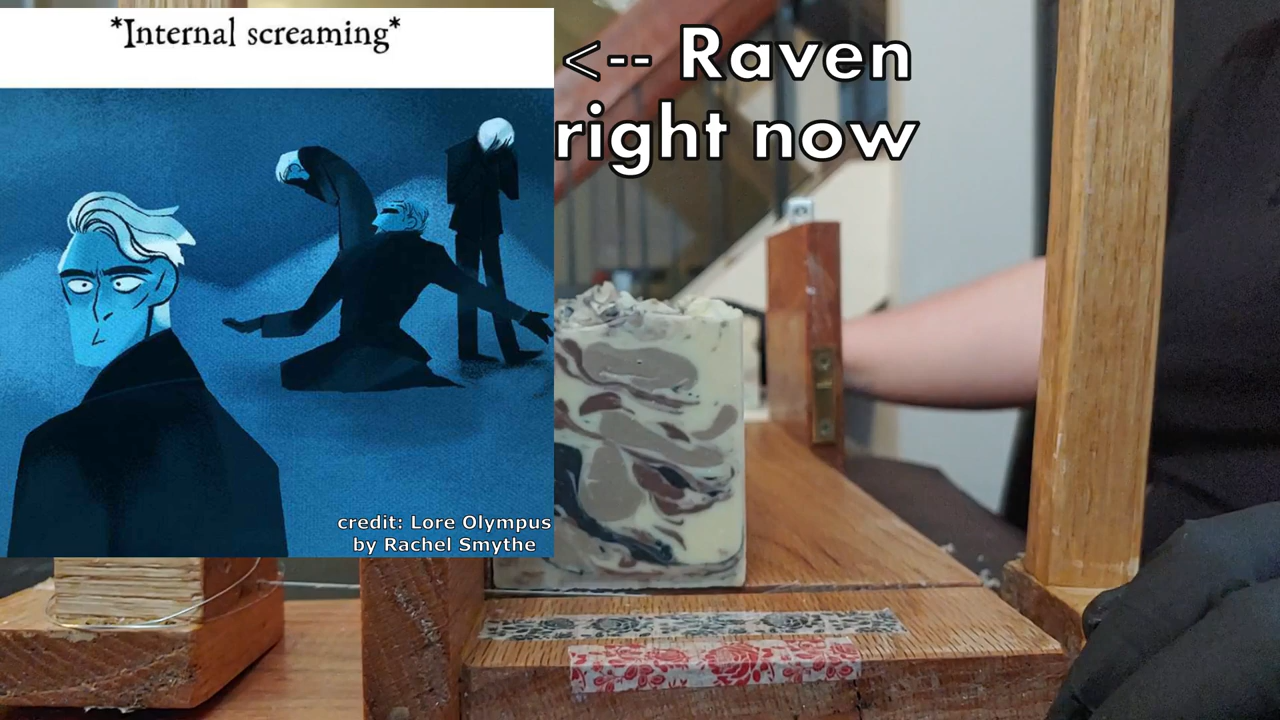 *Internal screaming*
<-- Raven
right now
credit: Lore Olympus
by Rachel Smythe